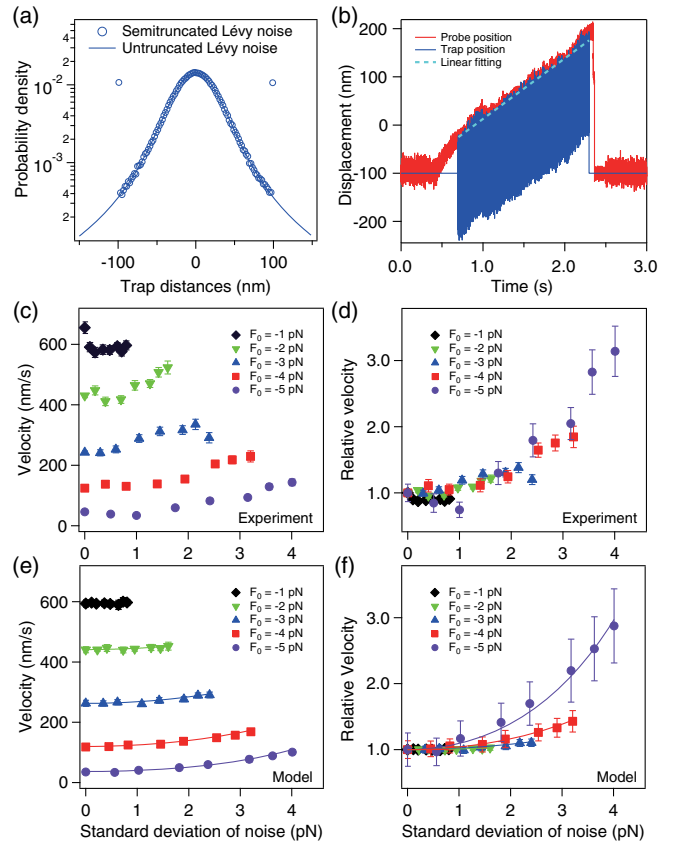 (a)
Semitruncated Lévy noise
Untruncated Lévy noise
Probability density
2
10⁻²
4
2
10⁻³
4
2
-100
0
100
Trap distances (nm)
(b)
Probe position
Trap position
Linear fitting
Displacement (nm)
200
100
0
-100
-200
0.0
1.0
2.0
3.0
Time (s)
(c)
F₀ = -1 pN
F₀ = -2 pN
F₀ = -3 pN
F₀ = -4 pN
F₀ = -5 pN
Velocity (nm/s)
600
400
200
0
0
1
2
3
4
Experiment
(d)
F₀ = -1 pN
F₀ = -2 pN
F₀ = -3 pN
F₀ = -4 pN
F₀ = -5 pN
Relative velocity
3.0
2.0
1.0
0
1
2
3
4
Experiment
(e)
F₀ = -1 pN
F₀ = -2 pN
F₀ = -3 pN
F₀ = -4 pN
F₀ = -5 pN
Velocity (nm/s)
600
400
200
0
0
1
2
3
4
Model
Standard deviation of noise (pN)
(f)
F₀ = -1 pN
F₀ = -2 pN
F₀ = -3 pN
F₀ = -4 pN
F₀ = -5 pN
Relative Velocity
3.0
2.0
1.0
0
1
2
3
4
Model
Standard deviation of noise (pN)